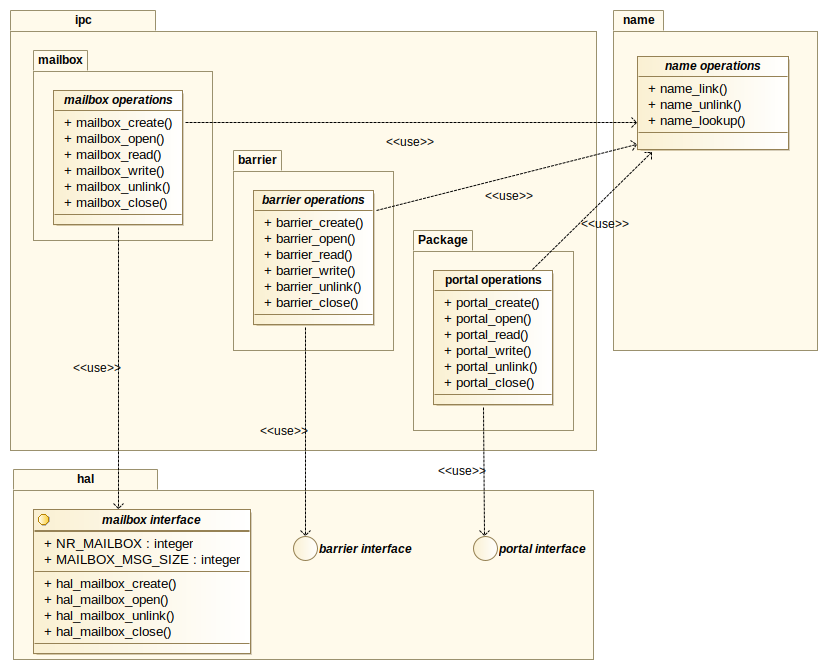 ipc
name
mailbox
mailbox operations
+ mailbox_create()
+ mailbox_open()
+ mailbox_read()
+ mailbox_write()
+ mailbox_unlink()
+ mailbox_close()
name operations
+ name_link()
+ name_unlink()
+ name_lookup()
<<use>>
barrier
barrier operations
+ barrier_create()
+ barrier_open()
+ barrier_read()
+ barrier_write()
+ barrier_unlink()
+ barrier_close()
<<use>>
<<use>>
Package
portal operations
+ portal_create()
+ portal_open()
+ portal_read()
+ portal_write()
+ portal_unlink()
+ portal_close()
<<use>>
<<use>>
<<use>>
hal
mailbox interface
+ NR_MAILBOX : integer
+ MAILBOX_MSG_SIZE : integer
+ hal_mailbox_create()
+ hal_mailbox_open()
+ hal_mailbox_unlink()
+ hal_mailbox_close()
barrier interface
portal interface